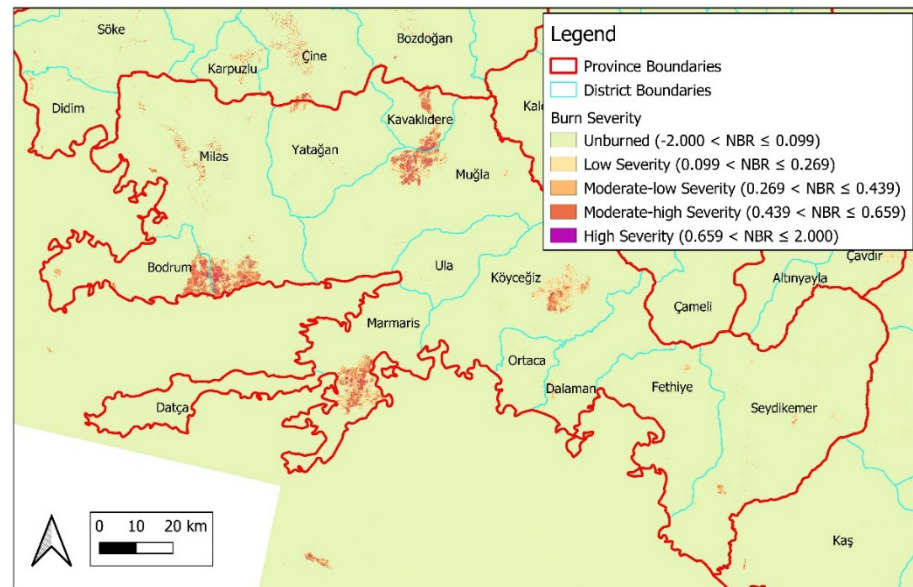 Söke
Bozdoğan
Çine
Karpuzlu
Didim
Kavaklıdere
Milas
Yatağan
Muğla
Bodrum
Ula
Köyceğiz
Marmaris
Çameli
Altınyayla
Çavdır
Ortaca
Dalaman
Fethiye
Datça
Seydikemer
Kaş
Legend
Province Boundaries
District Boundaries
Burn Severity
Unburned (-2.000 < NBR ≤ 0.099)
Low Severity (0.099 < NBR ≤ 0.269)
Moderate-low Severity (0.269 < NBR ≤ 0.439)
Moderate-high Severity (0.439 < NBR ≤ 0.659)
High Severity (0.659 < NBR ≤ 2.000)
0 10 20 km